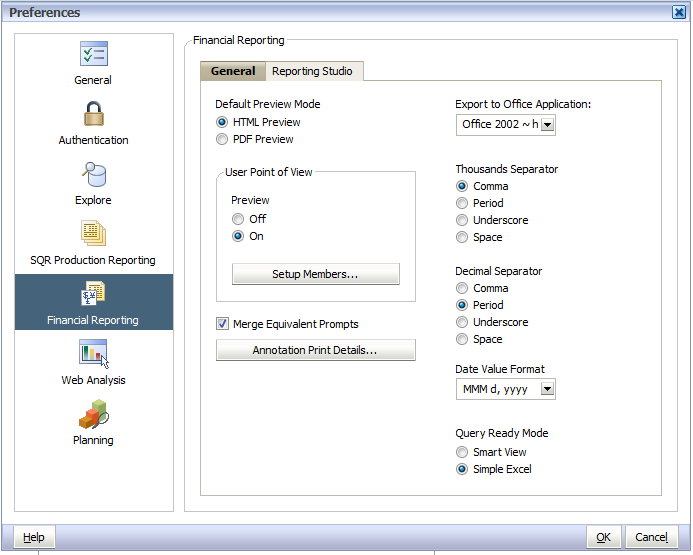 Preferences
General
Authentication
Explore
SQR Production Reporting
Financial Reporting
Web Analysis
Planning
Financial Reporting
General
Reporting Studio
Default Preview Mode
HTML Preview
PDF Preview
User Point of View
Preview
Off
On
Setup Members...
Merge Equivalent Prompts
Annotation Print Details...
Export to Office Application:
Office 2002 ~ h
Thousands Separator
Comma
Period
Underscore
Space
Decimal Separator
Comma
Period
Underscore
Space
Date Value Format
MMM d, yyyy
Query Ready Mode
Smart View
Simple Excel
Help
OK
Cancel